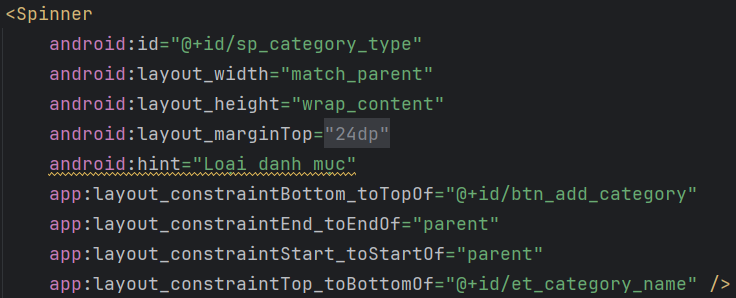 <Spinner
android:id="@+id/sp_category_type"
android:layout_width="match_parent"
android:layout_height="wrap_content"
android:layout_marginTop="24dp"
android:hint="Loại danh mục"
app:layout_constraintBottom_toTopOf="@+id/btn_add_category"
app:layout_constraintEnd_toEndOf="parent"
app:layout_constraintStart_toStartOf="parent"
app:layout_constraintTop_toBottomOf="@+id/et_category_name" />